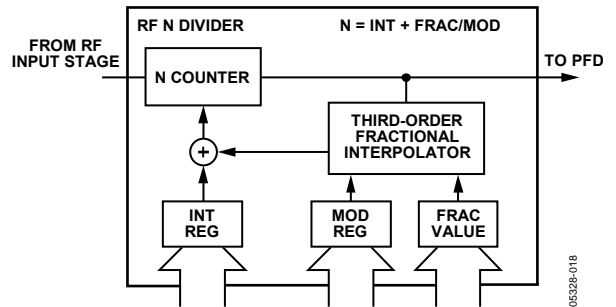 RF N DIVIDER
N = INT + FRAC/MOD
FROM RF
INPUT STAGE
N COUNTER
TO PFD
THIRD-ORDER
FRACTIONAL
INTERPOLATOR
+
INT
REG
MOD
REG
FRAC
VALUE
05328-018